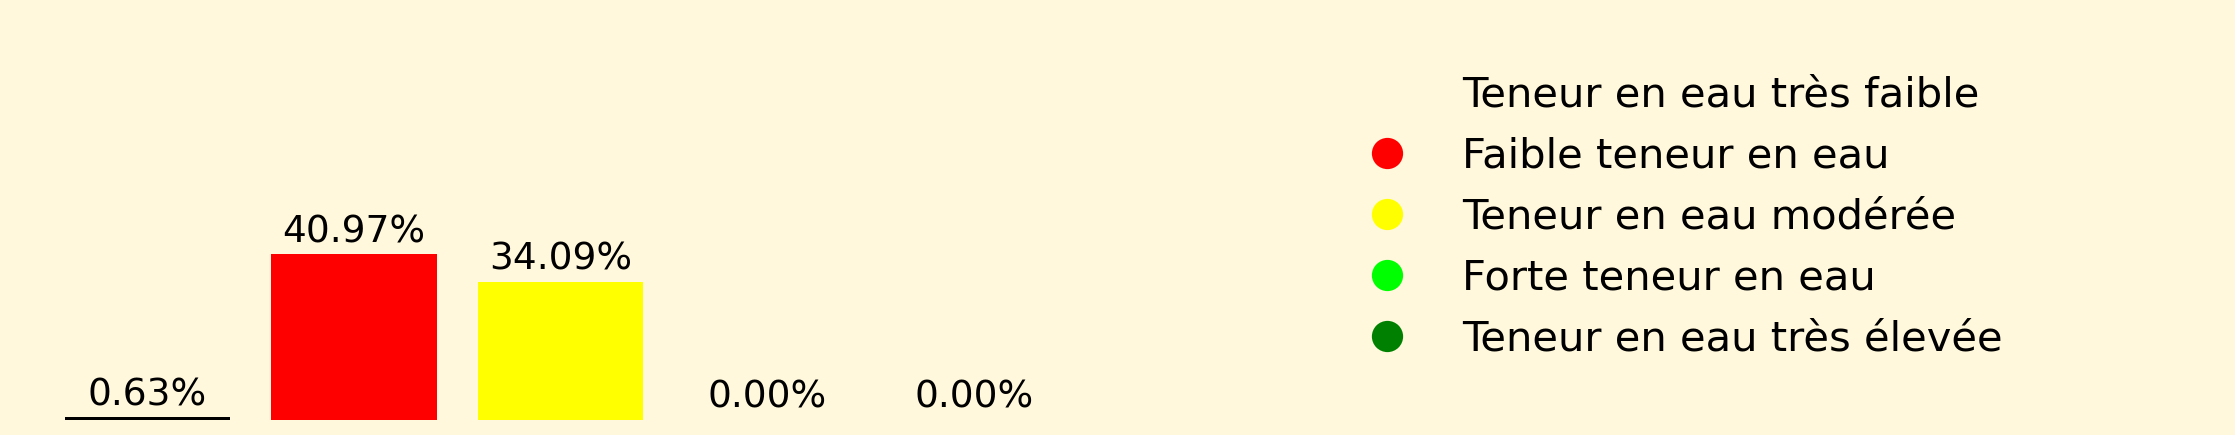 0.63%
40.97%
34.09%
0.00%
0.00%
Teneur en eau très faible
Faible teneur en eau
Teneur en eau modérée
Forte teneur en eau
Teneur en eau très élevée